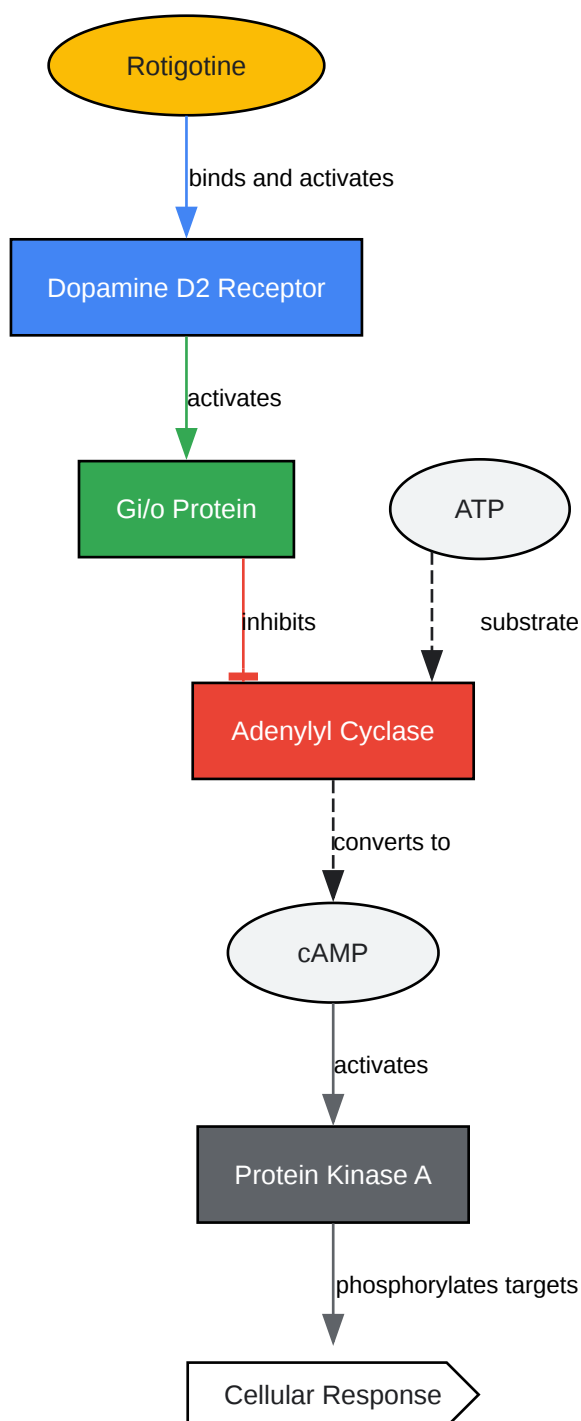 Rotigotine
binds and activates
Dopamine D2 Receptor
activates
Gi/o Protein
ATP
inhibits
substrate
Adenylyl Cyclase
converts to
cAMP
activates
Protein Kinase A
phosphorylates targets
Cellular Response